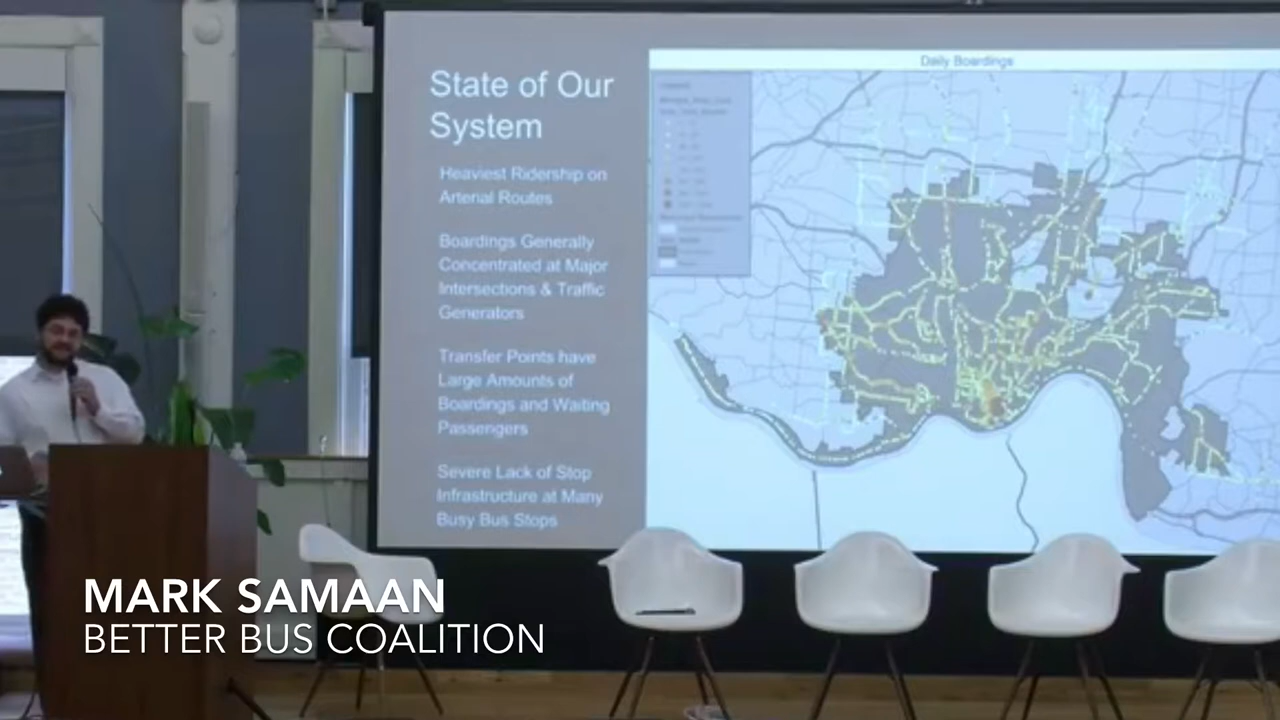 State of Our
System
Heaviest Ridership on
Arterial Routes
Boardings Generally
Concentrated at Major
Intersections & Traffic
Generators
Transfer Points have
Large Amounts of
Boardings and Waiting
Passengers
Severe Lack of Stop
Infrastructure at Many
Busy Bus Stops
Daily Boardings
MARK SAMAAN
BETTER BUS COALITION